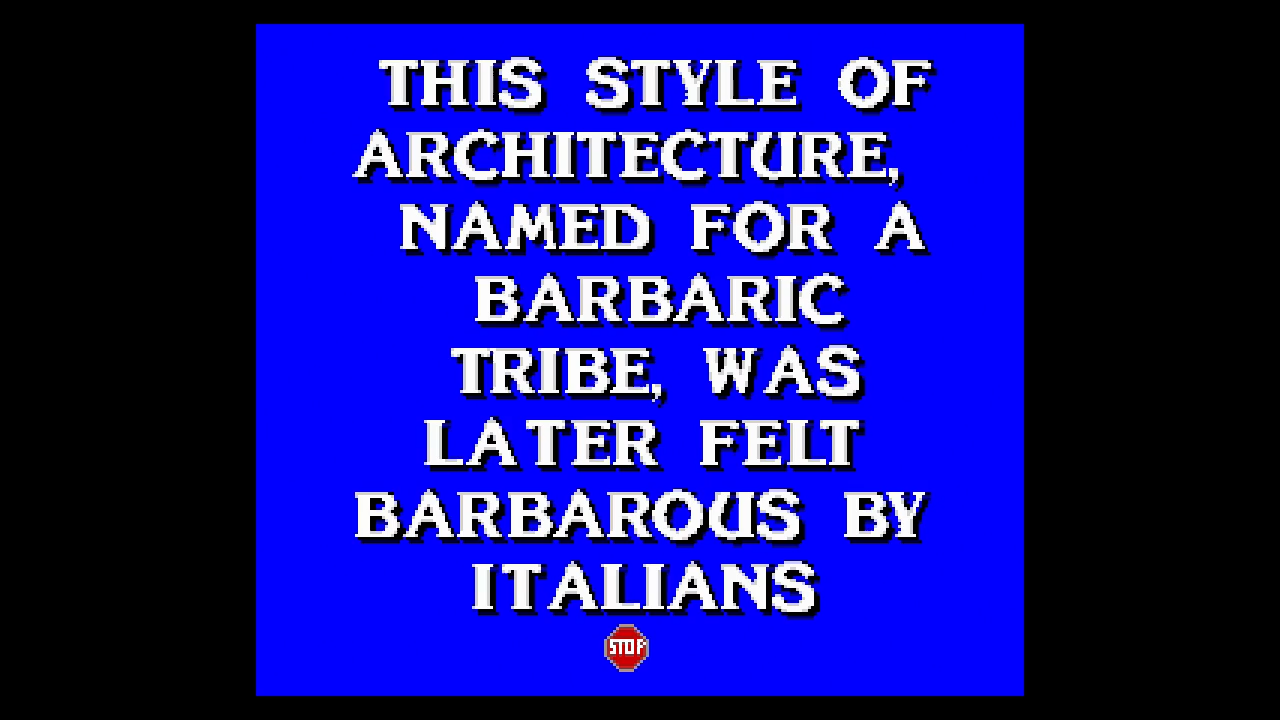 THIS STYLE OF
ARCHITECTURE,
NAMED FOR A
BARBARIC
TRIBE, WAS
LATER FELT
BARBAROUS BY
ITALIANS
STOP